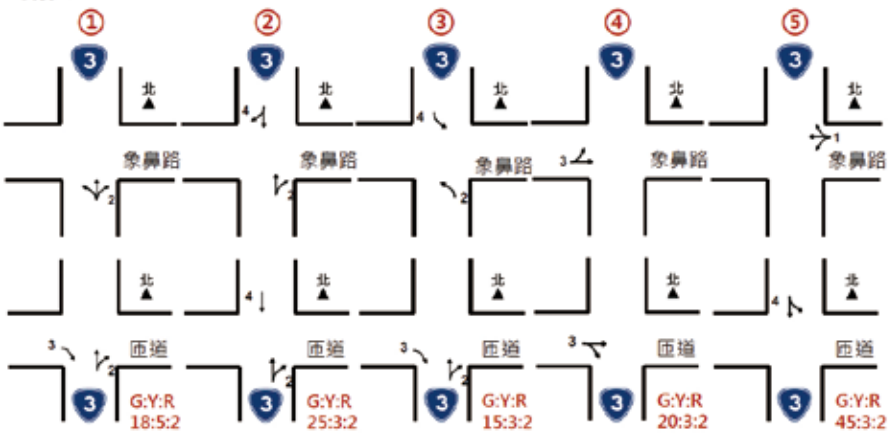 ① ② ③ ④ ⑤
3 3 3 3 3
北 北 北 北 北
4 4 1
象鼻路 象鼻路 象鼻路 3 象鼻路 象鼻路
2 2 2
北 北 北 北 北
4 4
3 匝道 3 匝道 匝道 3 匝道 匝道
2 2 2
3 G:Y:R 3 G:Y:R 3 G:Y:R 3 G:Y:R 3 G:Y:R
18:5:2 25:3:2 15:3:2 20:3:2 45:3:2